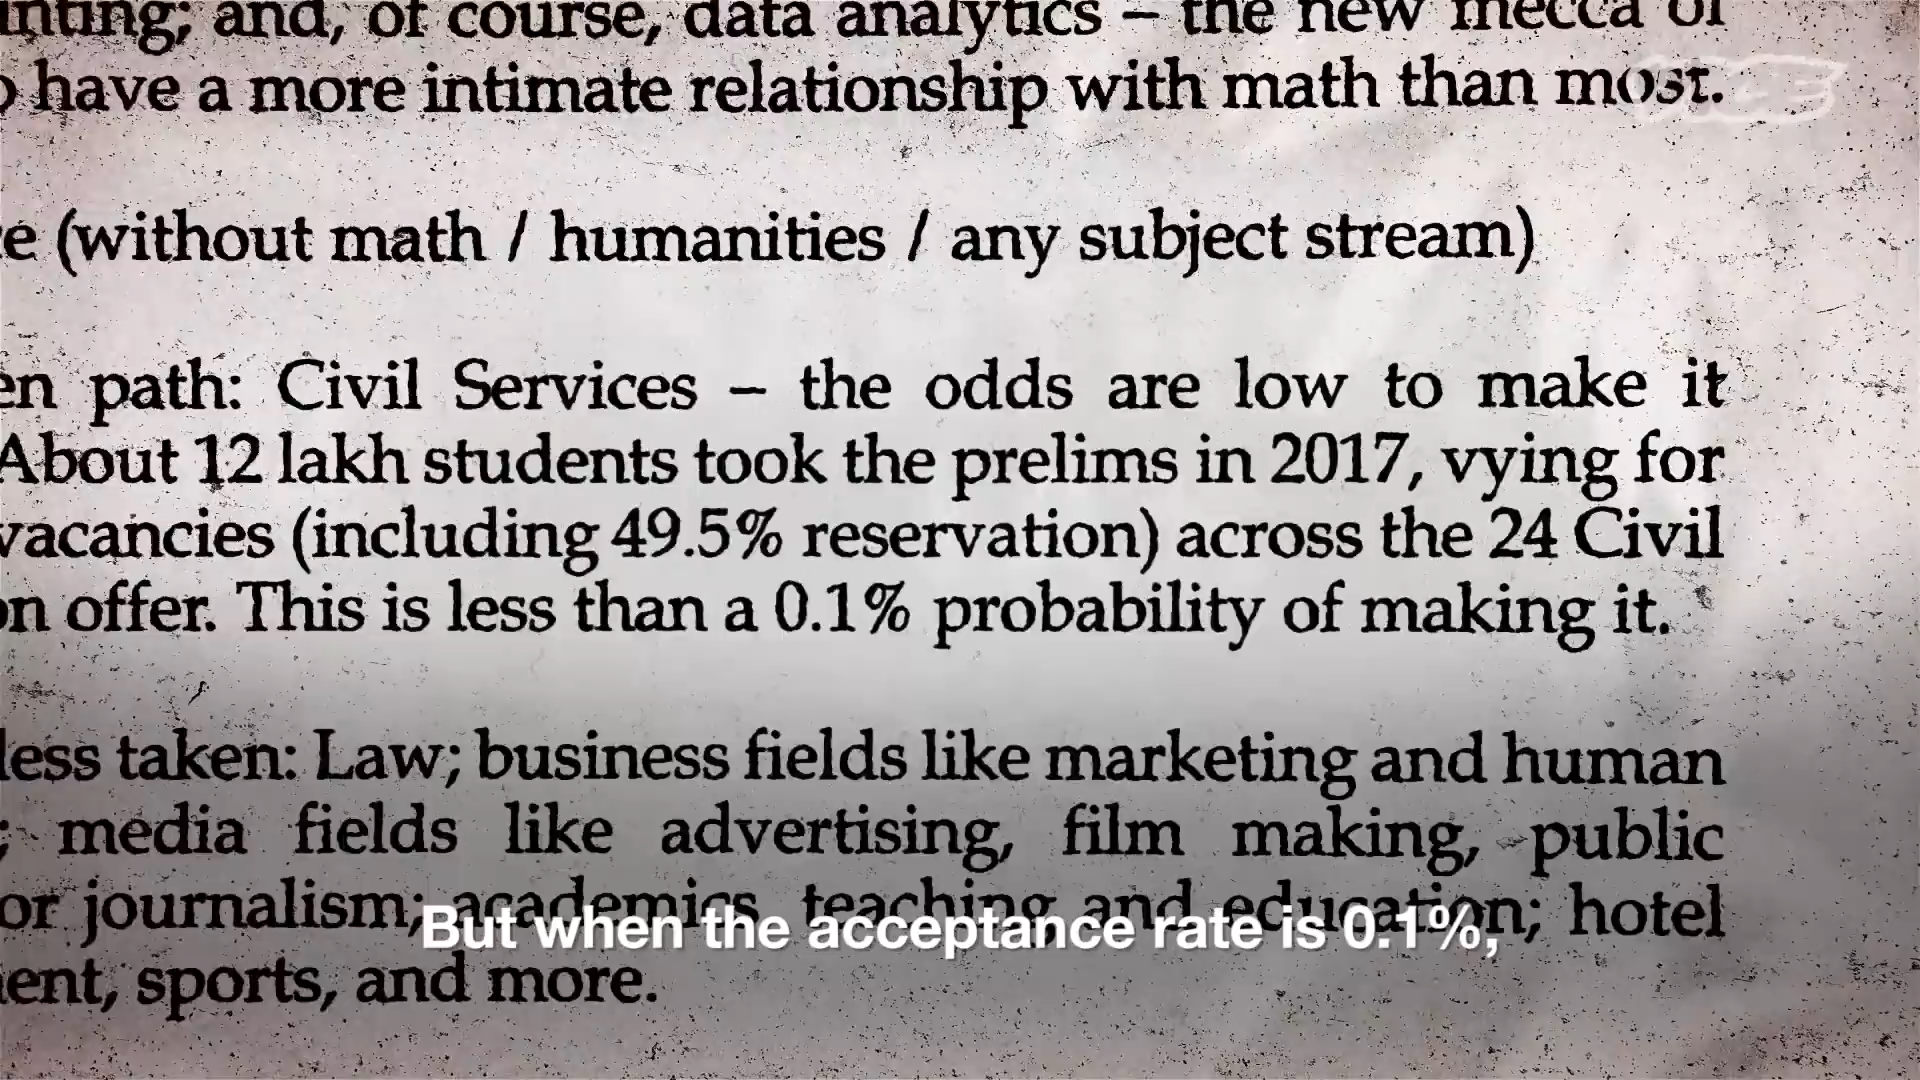 and, of course, data analytics – the new mecca of
have a more intimate relationship with math than most.
(without math / humanities / any subject stream)
path: Civil Services – the odds are low to make it
About 12 lakh students took the prelims in 2017, vying for
vacancies (including 49.5% reservation) across the 24 Civil
on offer. This is less than a 0.1% probability of making it.
less taken: Law; business fields like marketing and human
; media fields like advertising, film making, public
or journalism; academics, teaching and education; hotel
But when the acceptance rate is 0.1%,
ent, sports, and more.
VICE